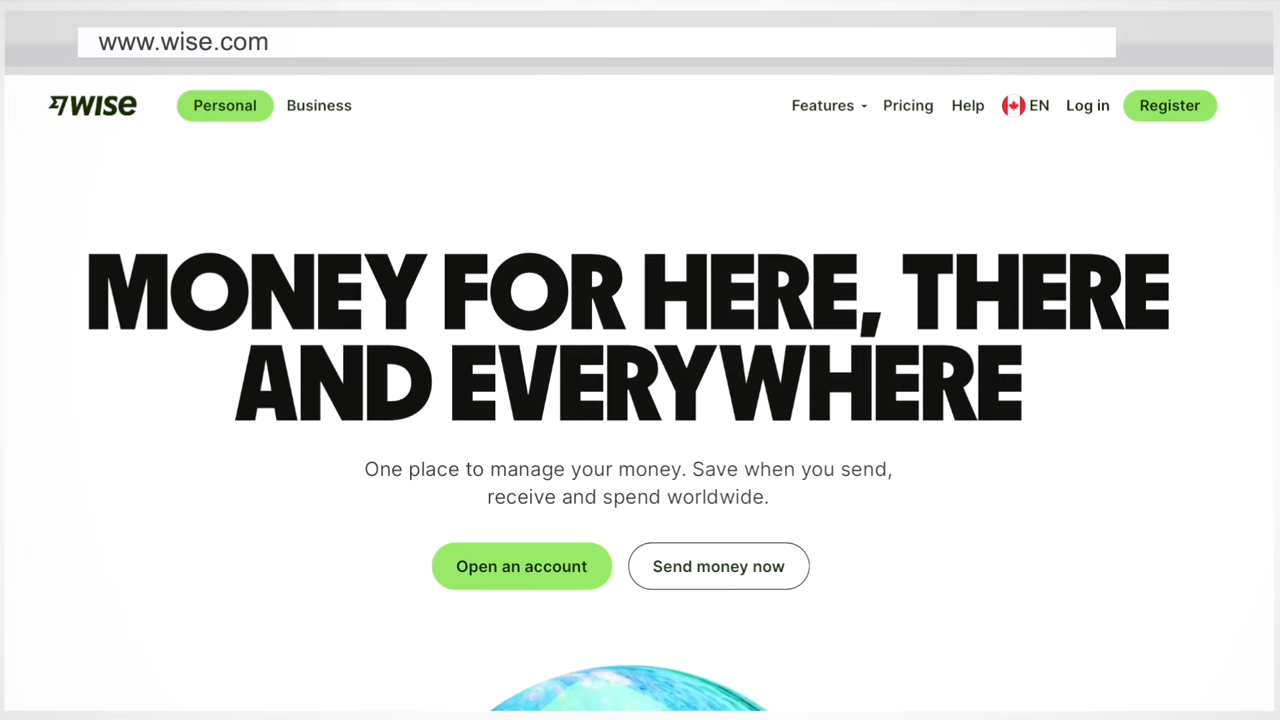 www.wise.com
WISE Personal Business Features Pricing Help EN Log in Register
MONEY FOR HERE, THERE
AND EVERYWHERE
One place to manage your money. Save when you send,
receive and spend worldwide.
Open an account Send money now